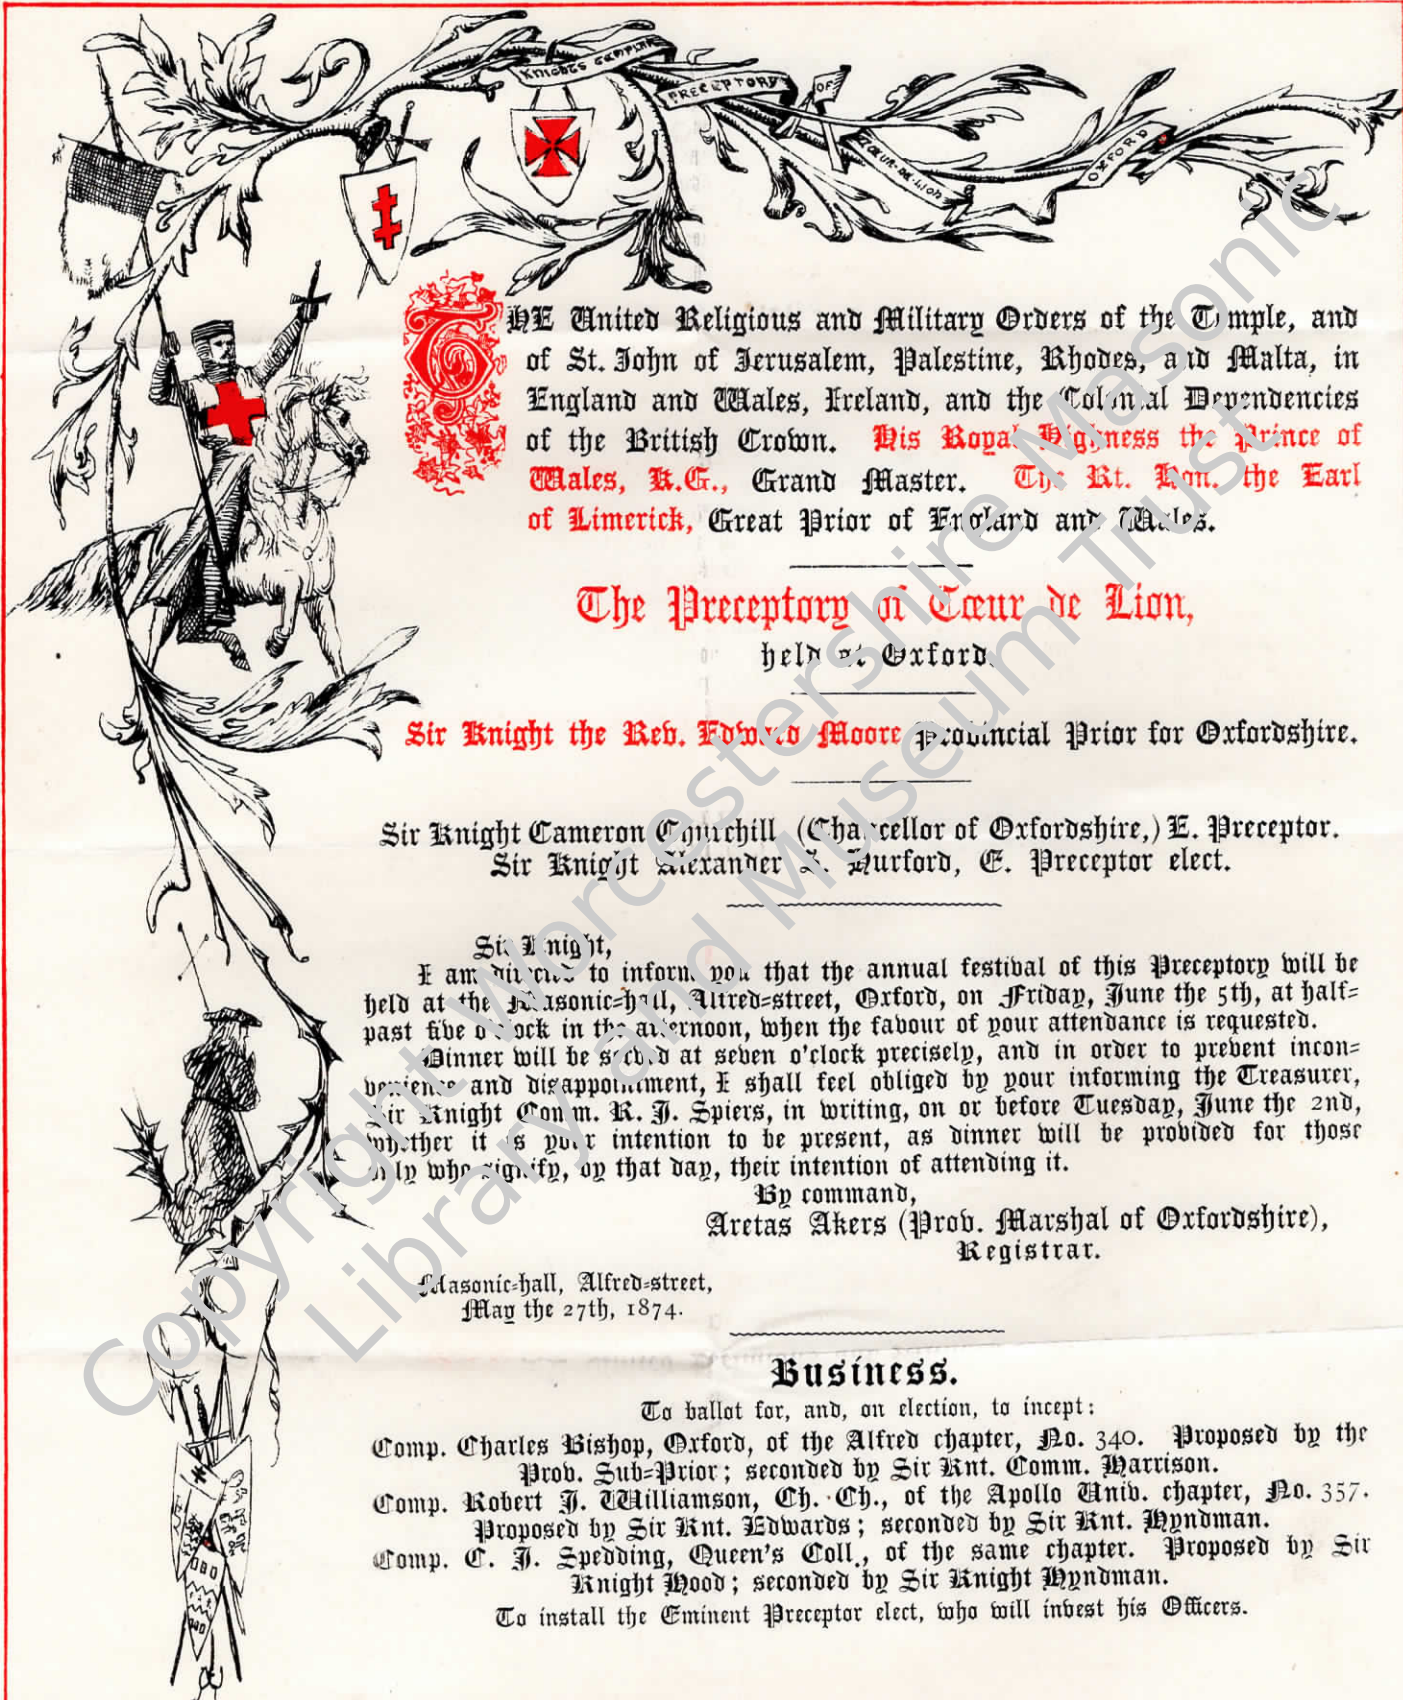 KNIGHTS TEMPLAR PRECEPTORY OF CŒUR-DE-LION OXFORD
THE United Religious and Military Orders of the Temple, and
of St. John of Jerusalem, Palestine, Rhodes, and Malta, in
England and Wales, Ireland, and the Colonial Dependencies
of the British Crown. His Royal Highness the Prince of
Wales, K.G., Grand Master. The Rt. Hon. the Earl
of Limerick, Great Prior of England and Wales.
The Preceptory of Cœur de Lion,
held at Oxford.
Sir Knight the Rev. Edward Moore Provincial Prior for Oxfordshire.
Sir Knight Cameron Churchill (Chancellor of Oxfordshire,) E. Preceptor.
Sir Knight Alexander Hurford, E. Preceptor elect.
Sir Knight,
I am directed to inform you that the annual festival of this Preceptory will be
held at the Masonic-hall, Alfred-street, Oxford, on Friday, June the 5th, at half-
past five o'clock in the afternoon, when the favour of your attendance is requested.
Dinner will be served at seven o'clock precisely, and in order to prevent incon-
venience and disappointment, I shall feel obliged by your informing the Treasurer,
Sir Knight Comm. R. J. Spiers, in writing, on or before Tuesday, June the 2nd,
whether it is your intention to be present, as dinner will be provided for those
only who signify, by that day, their intention of attending it.
By command,
Aretas Akers (Prov. Marshal of Oxfordshire),
Registrar.
Masonic-hall, Alfred-street,
May the 27th, 1874.
Business.
To ballot for, and, on election, to incept:
Comp. Charles Bishop, Oxford, of the Alfred chapter, No. 340. Proposed by the
Prov. Sub-Prior; seconded by Sir Knt. Comm. Harrison.
Comp. Robert J. Williamson, Ch. Ch., of the Apollo Univ. chapter, No. 357.
Proposed by Sir Knt. Edwards; seconded by Sir Knt. Hyndman.
Comp. C. J. Spedding, Queen's Coll., of the same chapter. Proposed by Sir
Knight Hood; seconded by Sir Knight Hyndman.
To install the Eminent Preceptor elect, who will invest his Officers.
Copyright Worcestershire Masonic
Library and Museum Trust